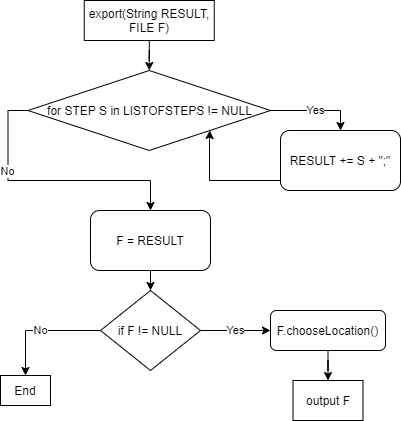 export(String RESULT,
FILE F)
for STEP S in LISTOFSTEPS != NULL
Yes
RESULT += S + ";"
No
F = RESULT
if F != NULL
No
Yes
F.chooseLocation()
End
output F